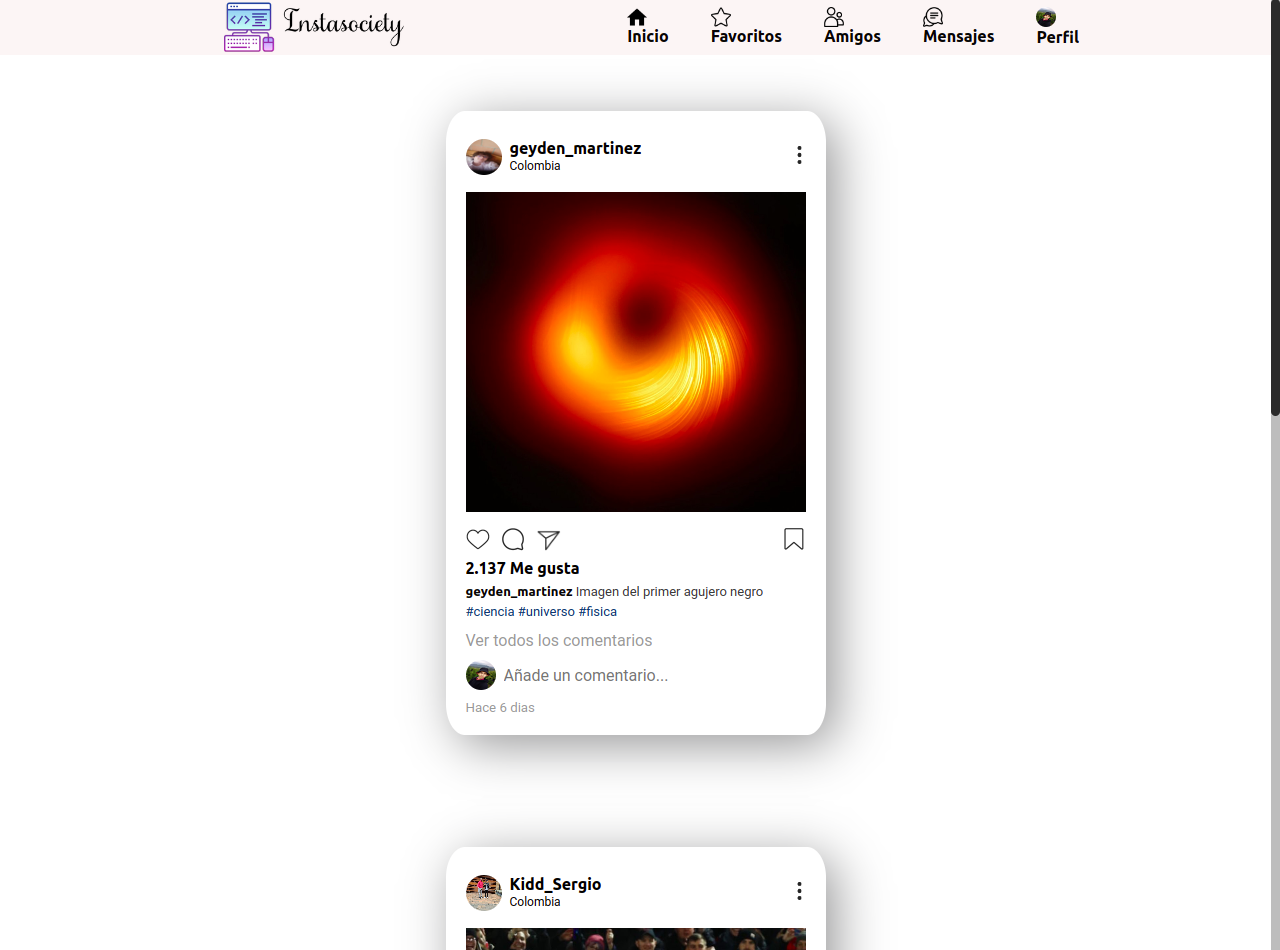 Instasociety
Inicio
Favoritos
Amigos
Mensajes
Perfil
geyden_martinez
Colombia
2.137 Me gusta
geyden_martinez Imagen del primer agujero negro
#ciencia #universo #fisica
Ver todos los comentarios
Añade un comentario...
Hace 6 dias
Kidd_Sergio
Colombia